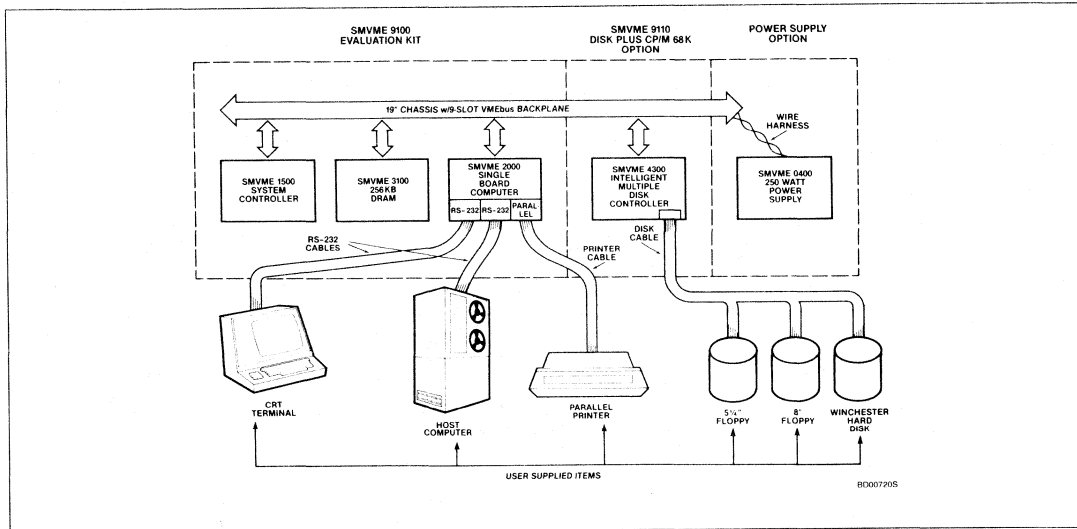 SMVME 9100
EVALUATION KIT
SMVME 9110
DISK PLUS CP/M 68K
OPTION
POWER SUPPLY
OPTION
19" CHASSIS w/9-SLOT VMEbus BACKPLANE
WIRE
HARNESS
SMVME 1500
SYSTEM
CONTROLLER
SMVME 3100
256KB
DRAM
SMVME 2000
SINGLE
BOARD
COMPUTER
RS-232
RS-232
PARAL-
LEL
SMVME 4300
INTELLIGENT
MULTIPLE
DISK
CONTROLLER
SMVME 0400
250 WATT
POWER
SUPPLY
RS-232
CABLES
PRINTER
CABLE
DISK
CABLE
CRT
TERMINAL
HOST
COMPUTER
PARALLEL
PRINTER
5¼"
FLOPPY
8"
FLOPPY
WINCHESTER
HARD
DISK
USER SUPPLIED ITEMS
BD00720S